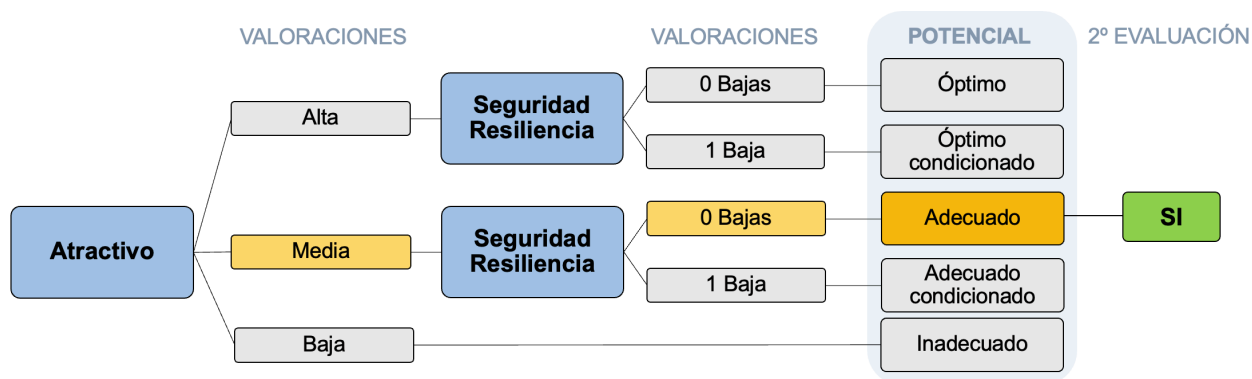 VALORACIONES
VALORACIONES
POTENCIAL
2º EVALUACIÓN
Atractivo
Alta
Seguridad
Resiliencia
0 Bajas
Óptimo
1 Baja
Óptimo
condicionado
Media
Seguridad
Resiliencia
0 Bajas
Adecuado
SI
1 Baja
Adecuado
condicionado
Baja
Inadecuado